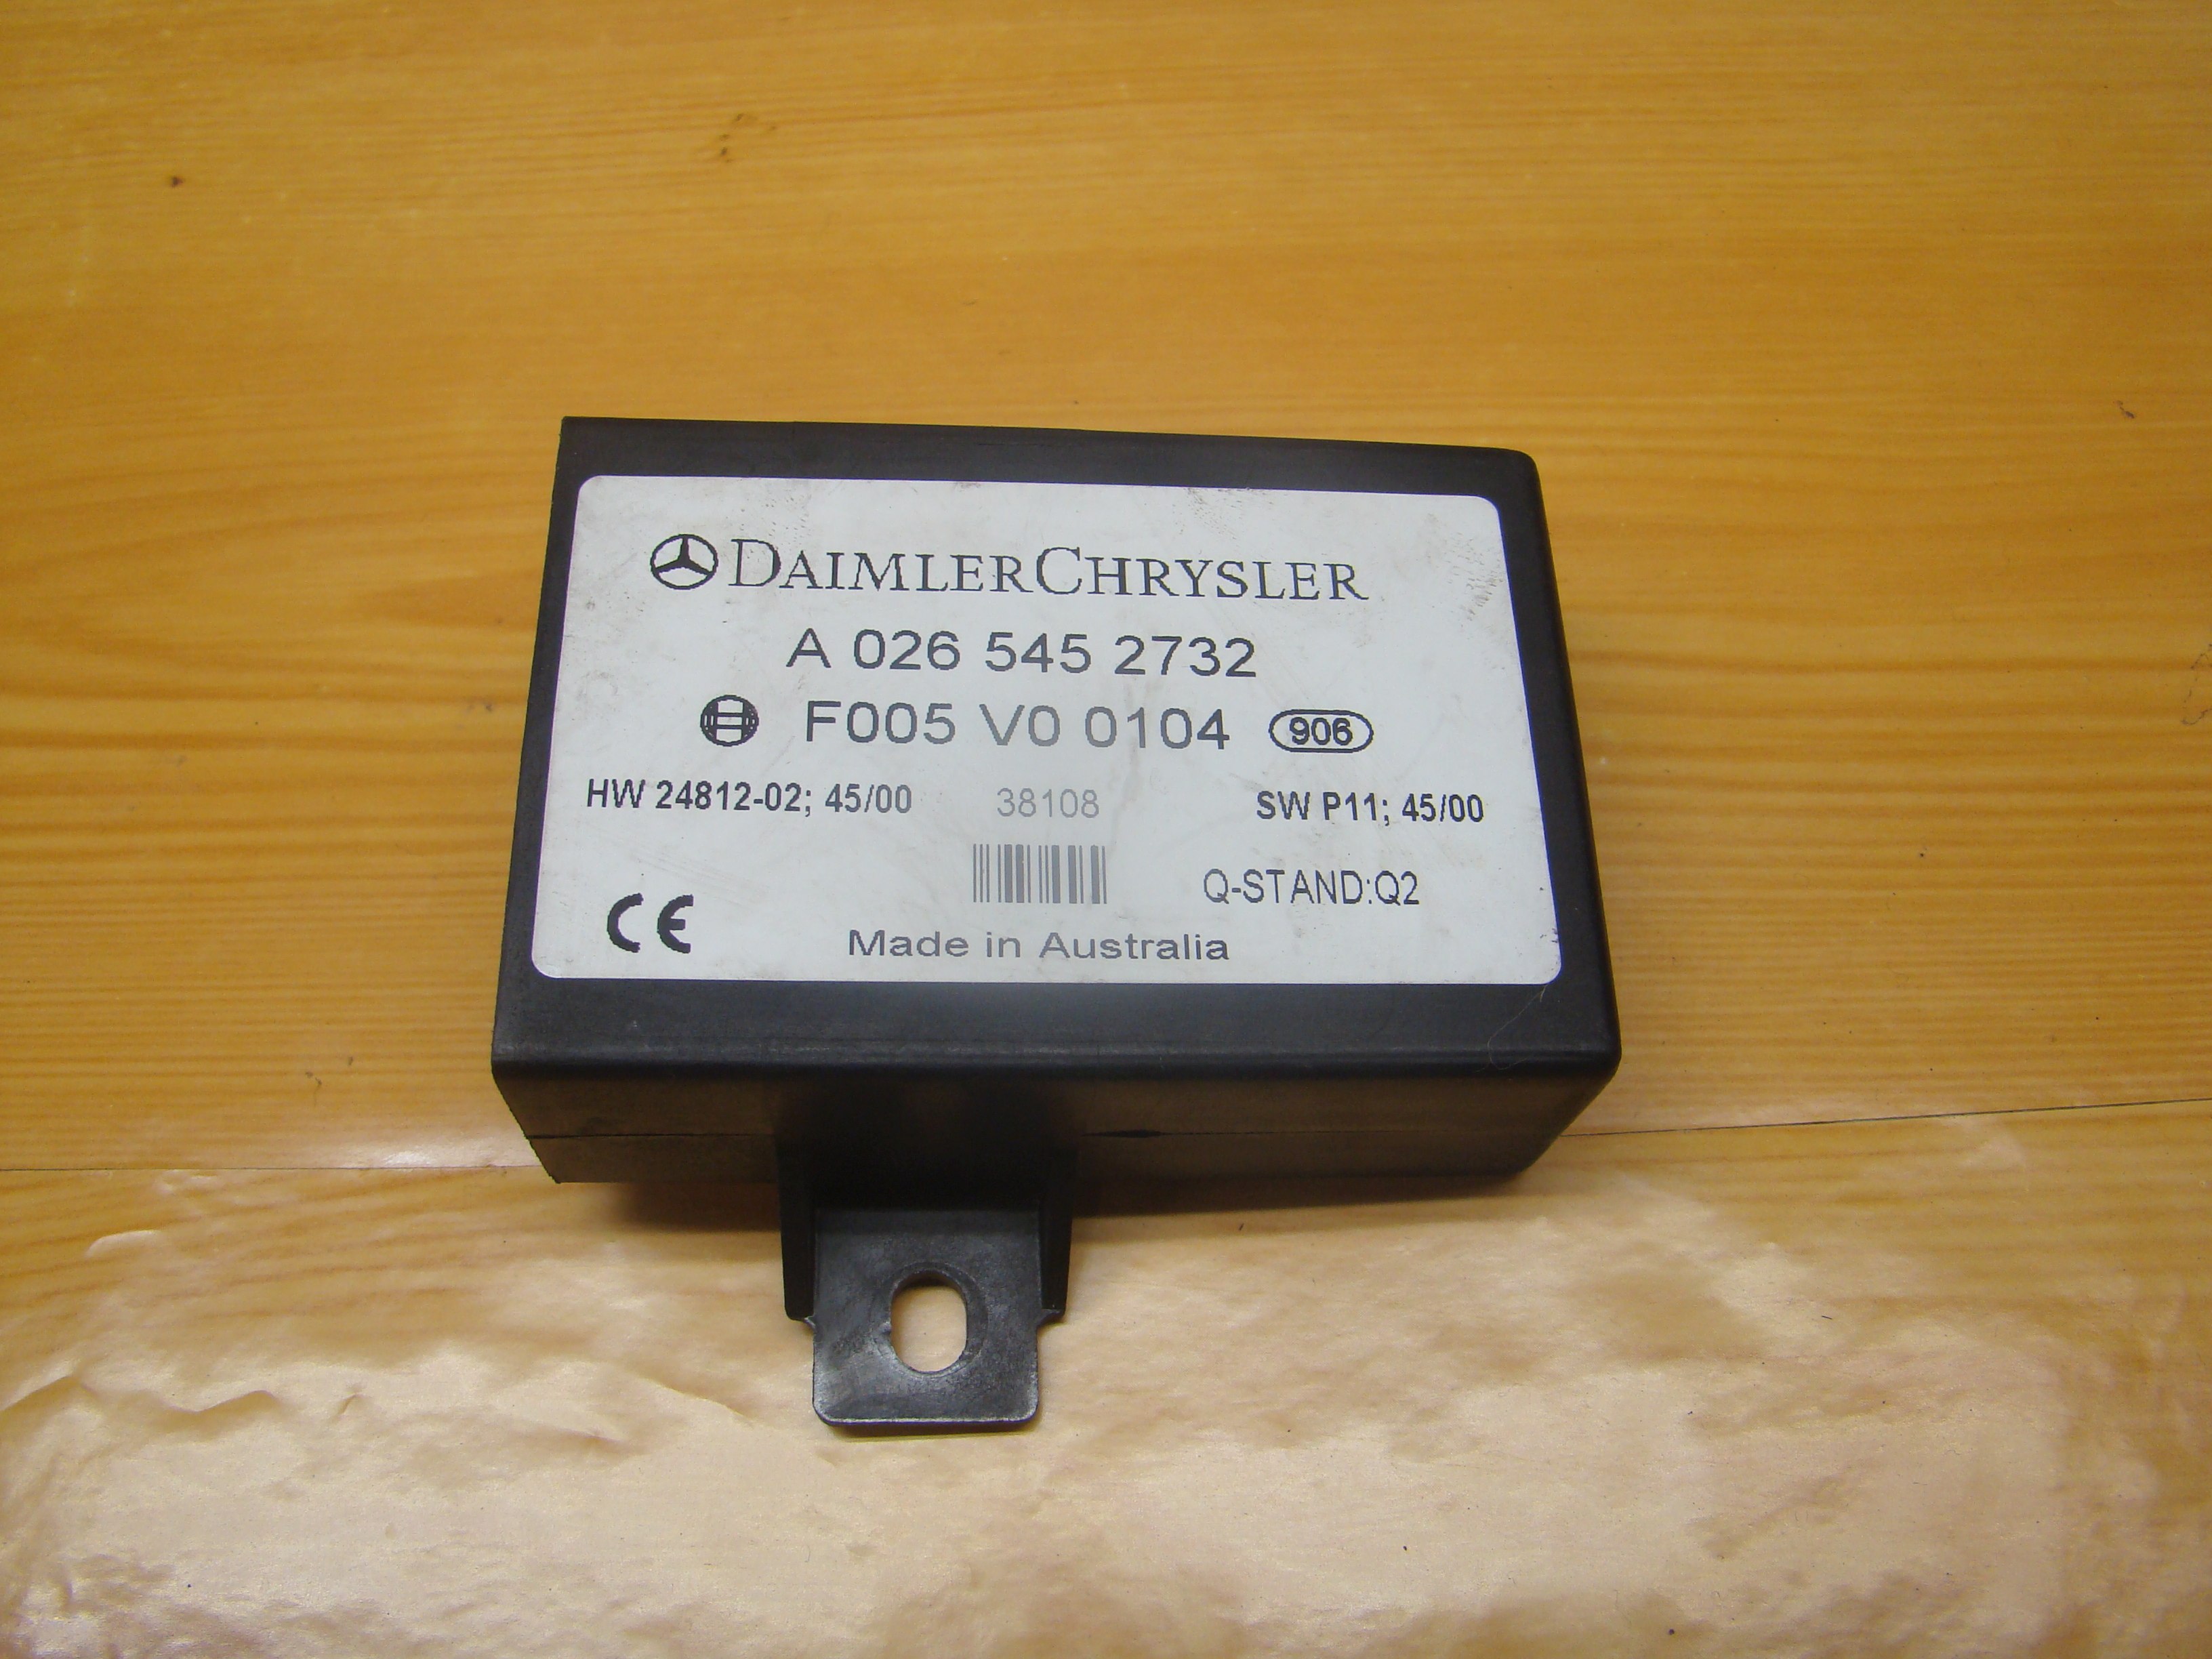 DAIMLERCHRYSLER
A 026 545 2732
F005 V0 0104 906
HW 24812-02; 45/00 38108 SW P11; 45/00
Q-STAND:Q2
CE
Made in Australia